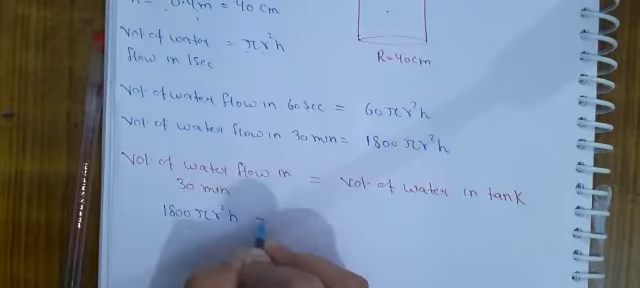 = 0.4m = 40 cm
Vol. of water = πr²h
flow in 1sec
R=40cm
Vol. of water flow in 60 sec = 60πr²h
Vol. of water flow in 30 min = 1800πr²h
Vol. of water flow in 30 min = Vol. of water in tank
1800πr²h =